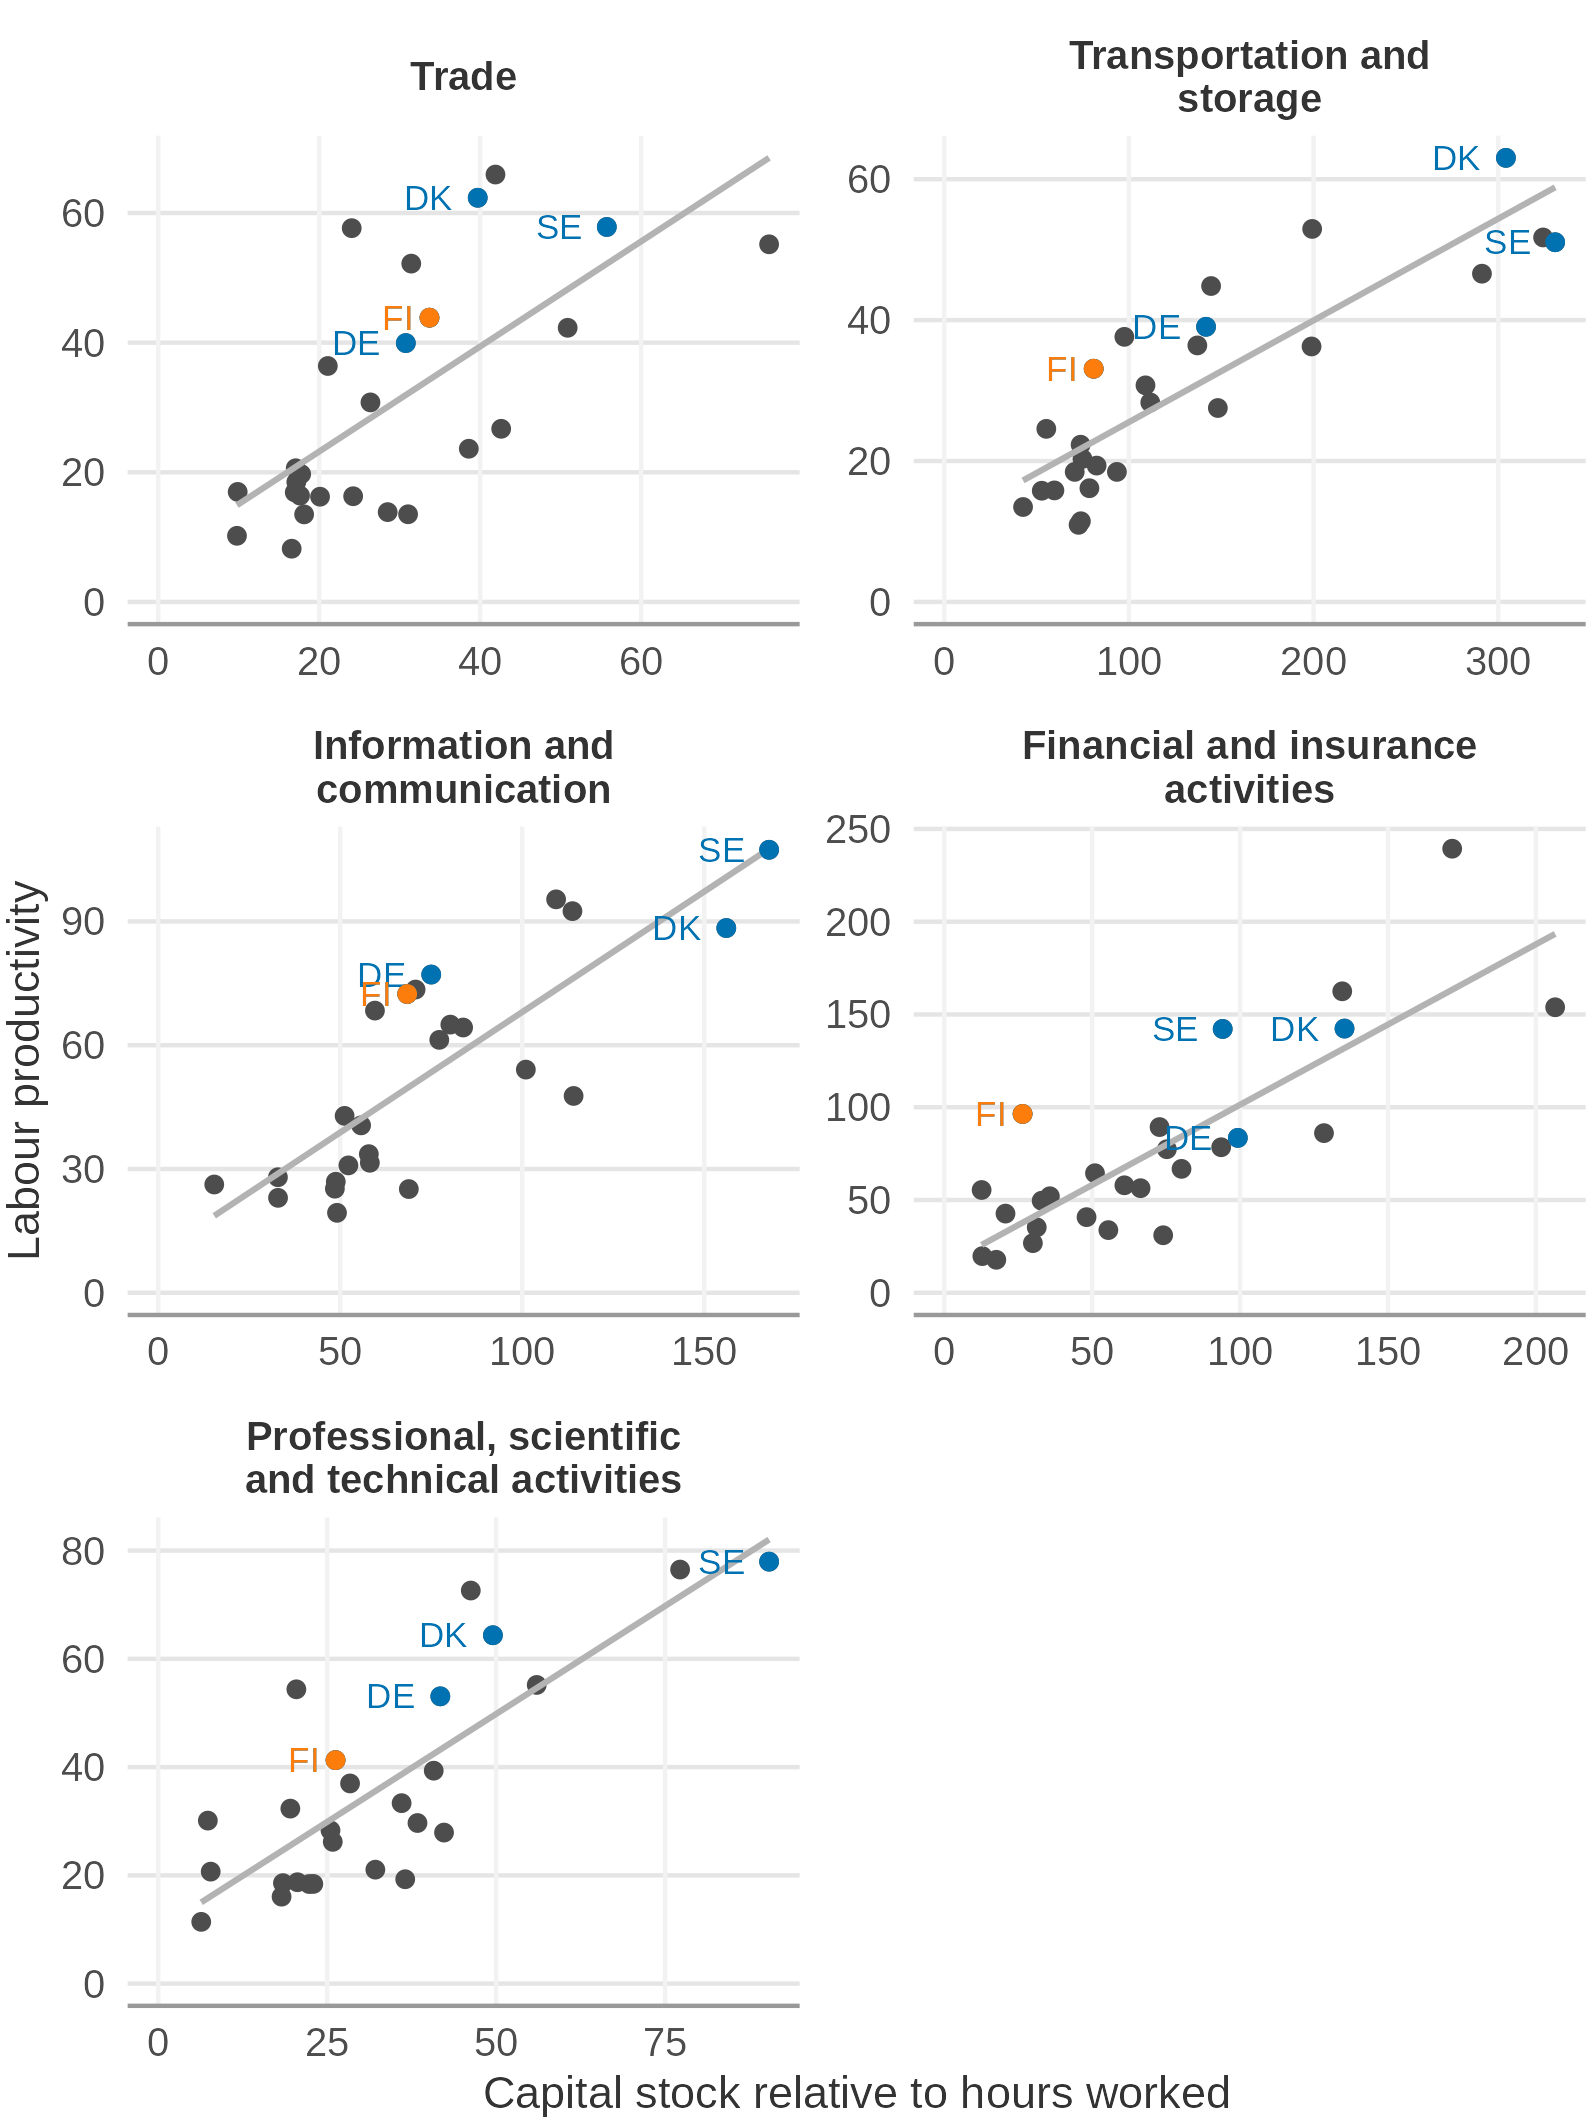 Trade
DK
SE
FI
DE
60
40
20
0
0 20 40 60
Transportation and
storage
DK
SE
DE
FI
60
40
20
0
0 100 200 300
Labour productivity
Information and
communication
SE
DK
DE
FI
90
60
30
0
0 50 100 150
Financial and insurance
activities
SE DK
FI
DE
250
200
150
100
50
0
0 50 100 150 200
Professional, scientific
and technical activities
SE
DK
DE
FI
80
60
40
20
0
0 25 50 75
Capital stock relative to hours worked